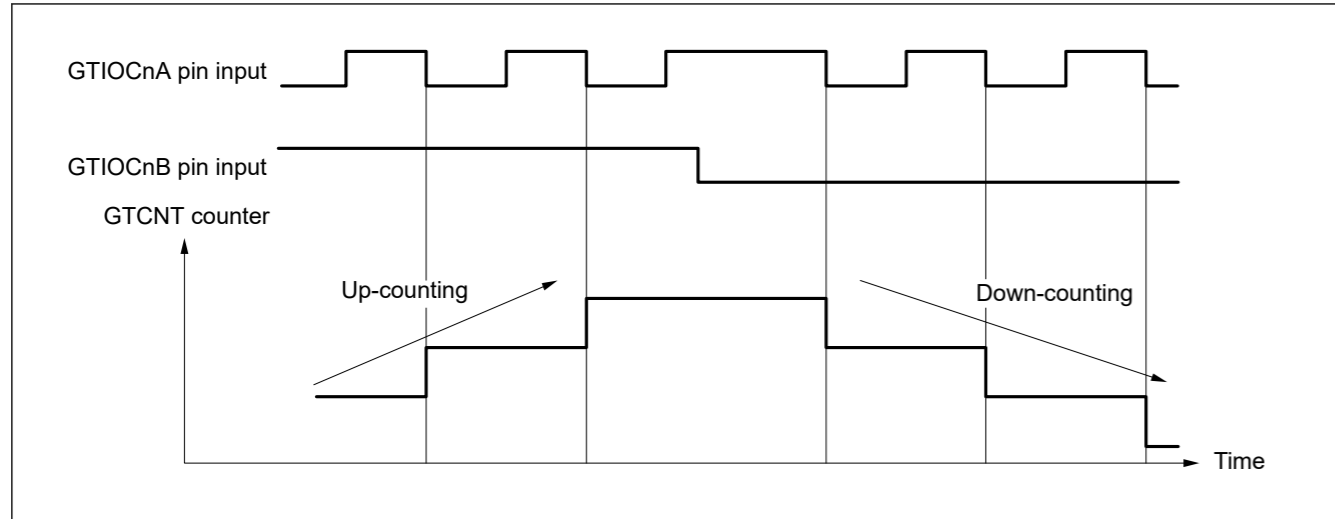 GTIOCnA pin input
GTIOCnB pin input
GTCNT counter
Up-counting
Down-counting
Time